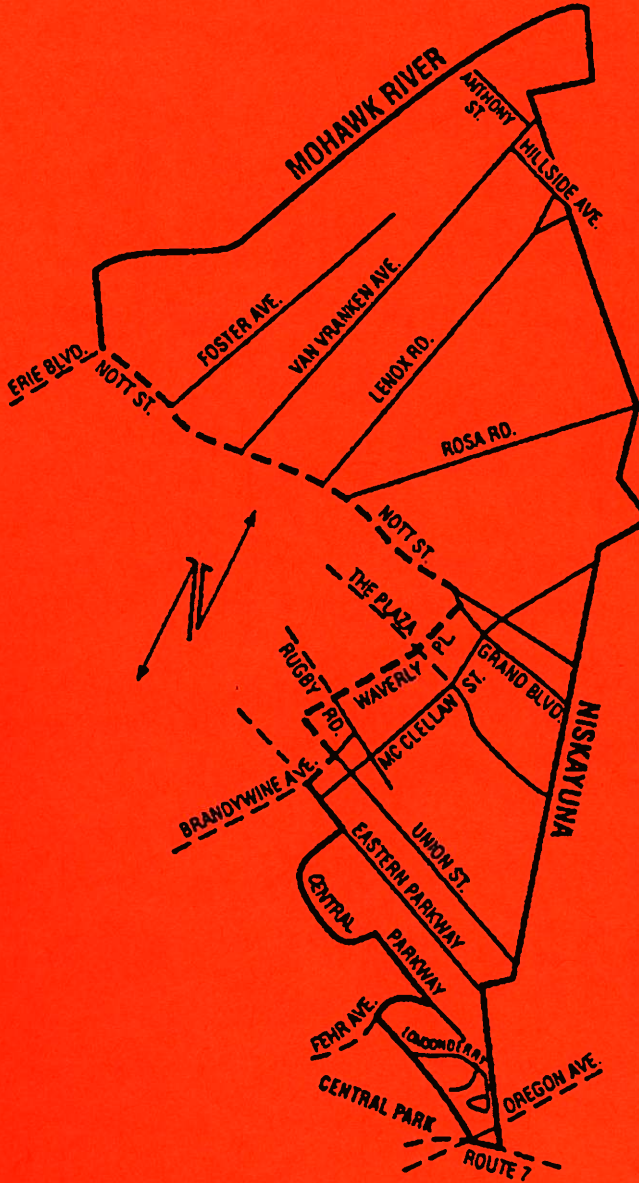 MOHAWK RIVER
ANTHONY
ST.
HILLSIDE AVE.
FOSTER AVE.
VAN VRANKEN AVE.
LENOX RD.
ERIE BLVD.
NOTT ST.
ROSA RD.
NOTT ST.
N
THE PLAZA
WAVERLY PL
GRAND BLVD.
RUGBY
RD.
MC CLELLAN ST.
NISKAYUNA
BRANDYWINE AVE.
UNION ST.
EASTERN PARKWAY
CENTRAL
PARKWAY
FEHR AVE.
LONDONDERRY
OREGON AVE.
CENTRAL PARK
ROUTE 7